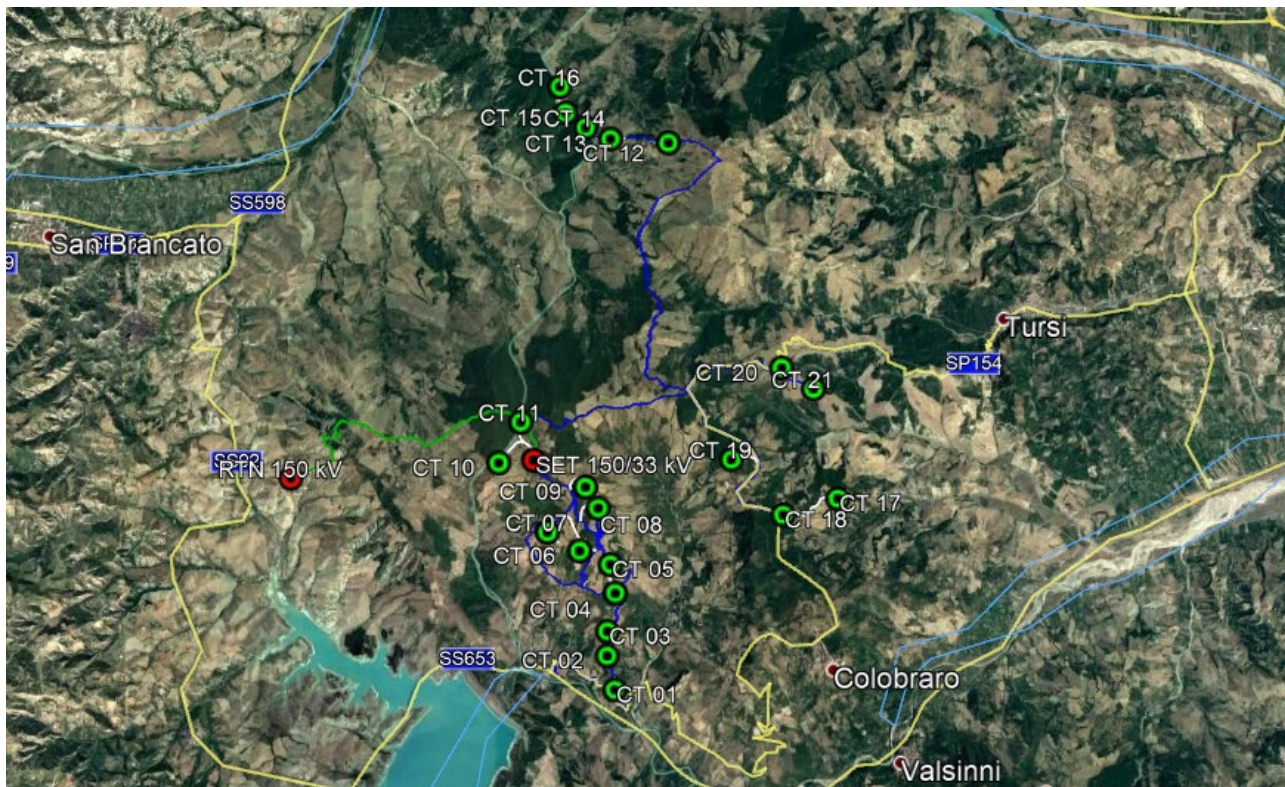 CT 16
CT 15
CT 14
CT 13
CT 12
SS598
San Brancato
9
Tursi
SP154
CT 20
CT 21
CT 11
CT 19
RTN 150 kV
CT 10
SET 150/33 kV
CT 09
CT 17
CT 18
CT 07
CT 08
CT 06
CT 05
CT 04
CT 03
CT 02
SS653
CT 01
Colobraro
Valsinni